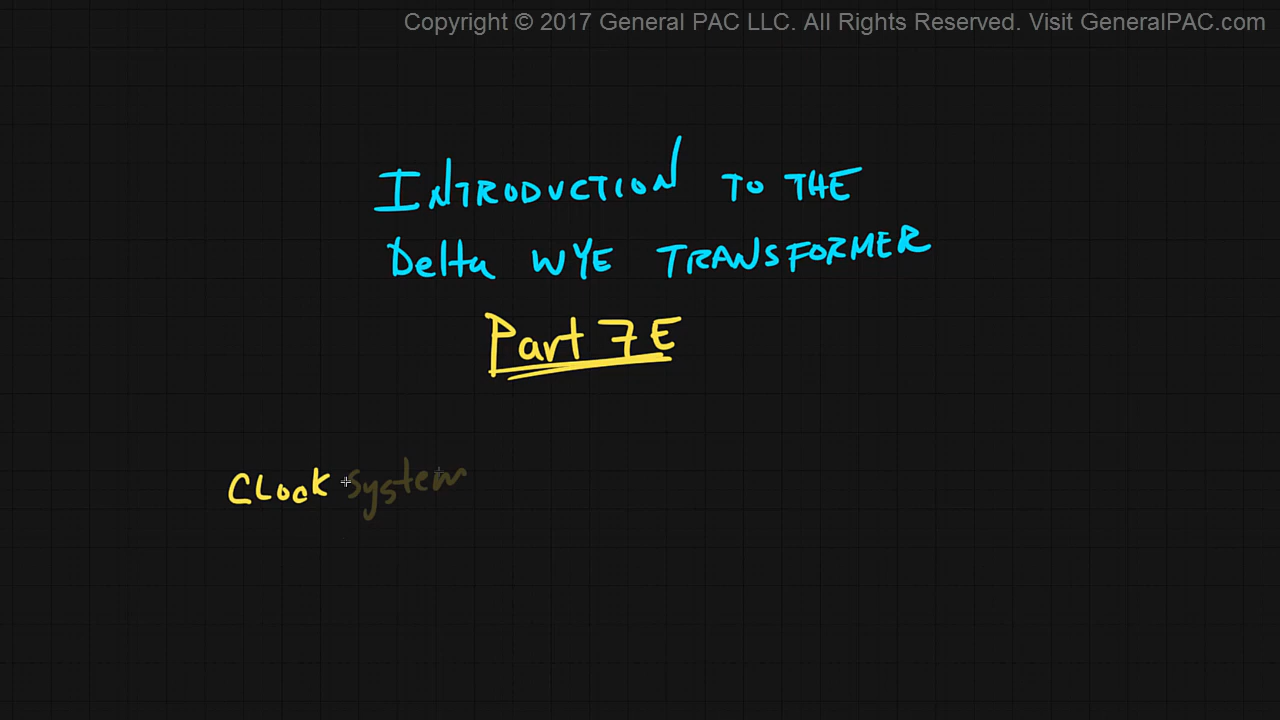 Copyright © 2017 General PAC LLC. All Rights Reserved. Visit GeneralPAC.com
INTRODUCTION TO THE
Delta WYE TRANSFORMER
Part 7E
CLOCK System